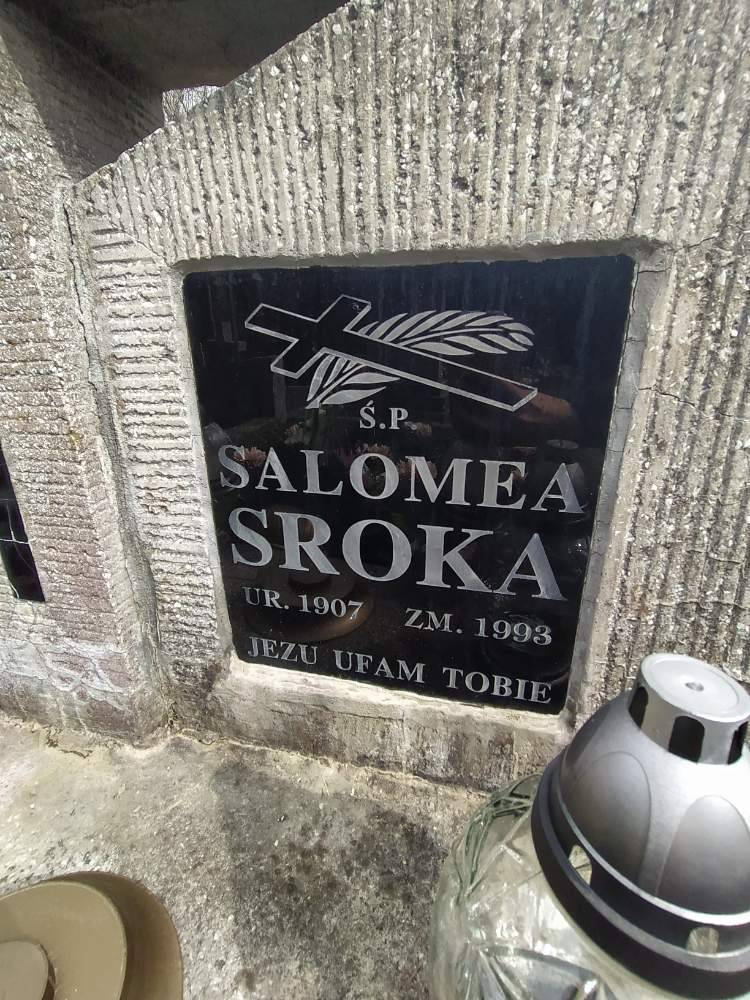 Ś.P.
SALOMEA
SROKA
UR. 1907 ZM. 1993
JEZU UFAM TOBIE